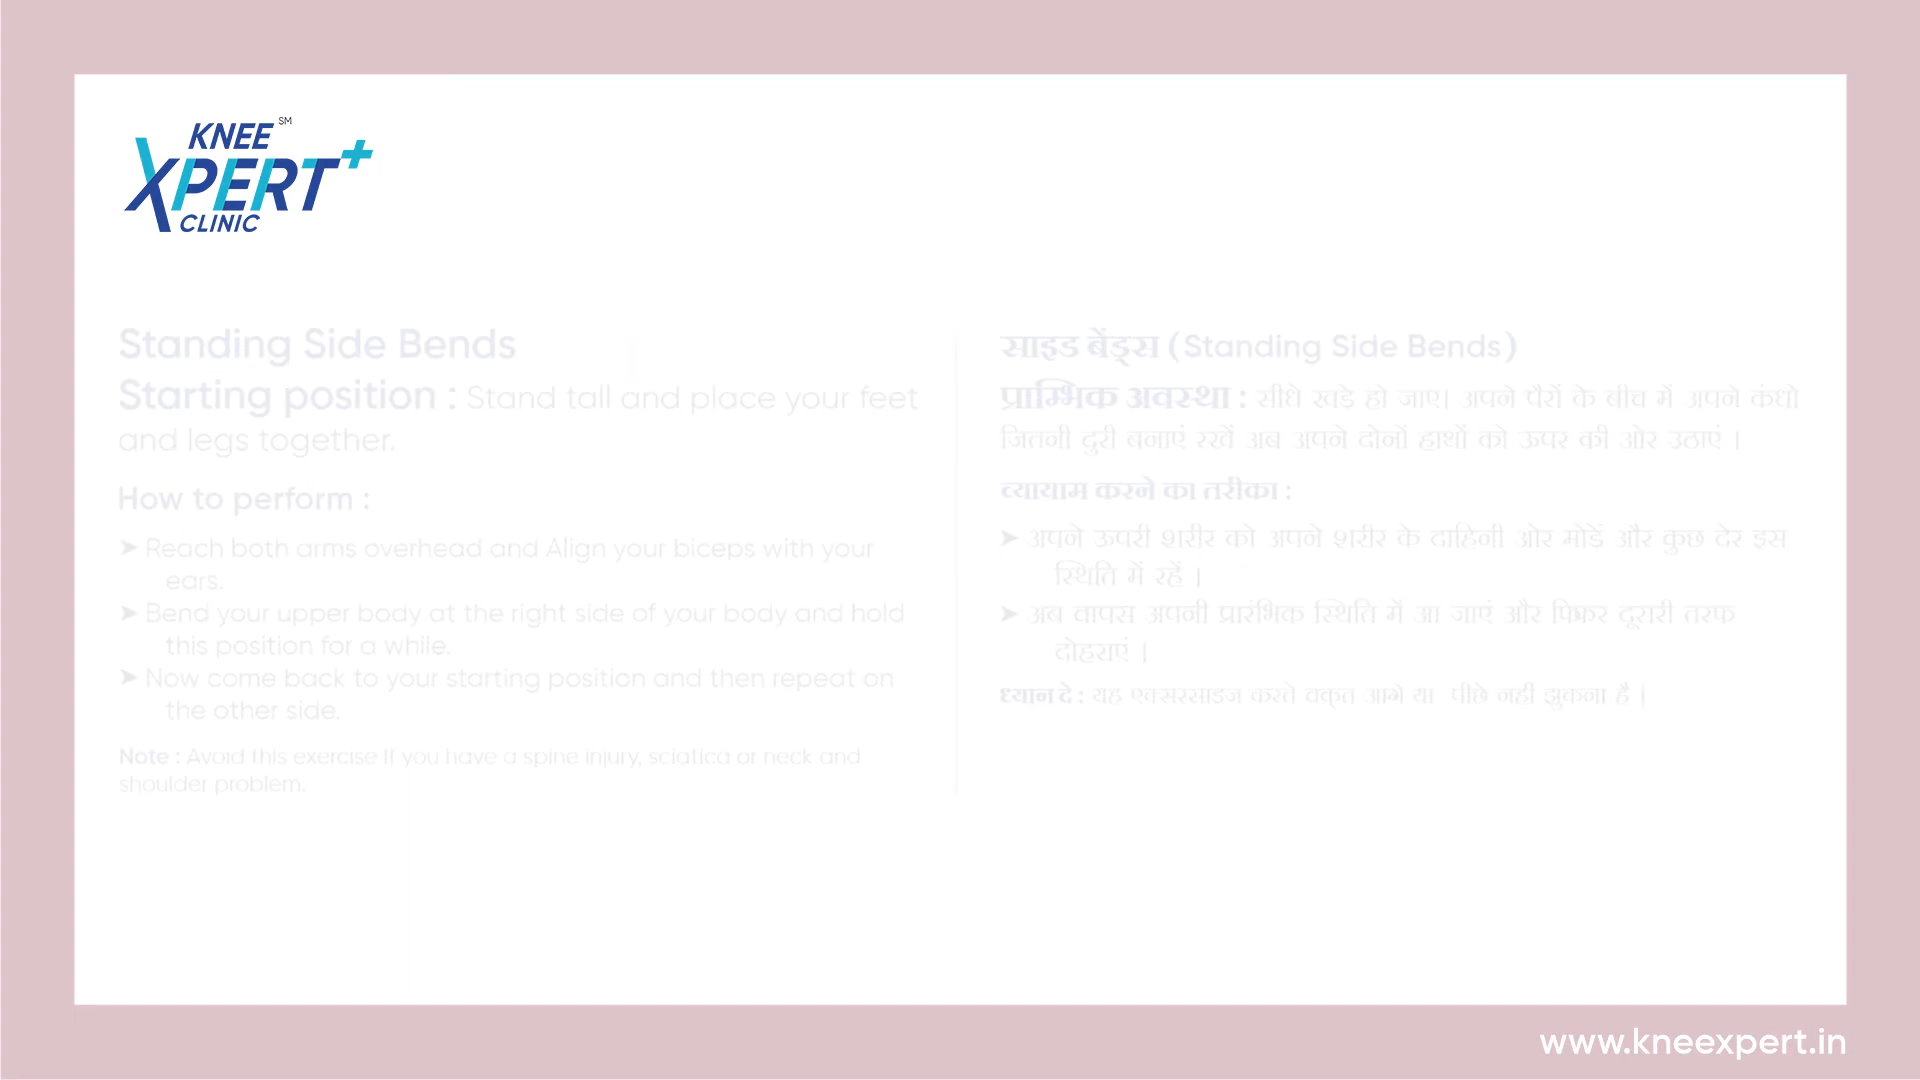 KNEE SM
XPERT+
CLINIC
Standing Side Bends
Starting position : Stand tall and place your feet
and legs together.
How to perform :
➤ Reach both arms overhead and Align your biceps with your
ears.
➤ Bend your upper body at the right side of your body and hold
this position for a while.
➤ Now come back to your starting position and then repeat on
the other side.
Note : Avoid this exercise if you have a spine injury, sciatica or neck and
shoulder problem.
साइड बेंड्स (Standing Side Bends)
प्राम्भिक अवस्था : सीधे खड़े हो जाए। अपने पैरों के बीच में अपने कंधो
जितनी दुरी बनाएं रखें अब अपने दोनों हाथों को ऊपर की ओर उठाएं ।
व्यायाम करने का तरीका :
➤ अपने ऊपरी शरीर को अपने शरीर के दाहिनी ओर मोडें और कुछ देर इस
स्थिति में रहें ।
➤ अब वापस अपनी प्रारंभिक स्थिति में आ जाएं और फिकर दूरारी तरफ
दोहराएं ।
ध्यान दे : यह एक्सरसाइज करते वक्त आगे या पीछे नहीं झुकना है ।
www.kneexpert.in